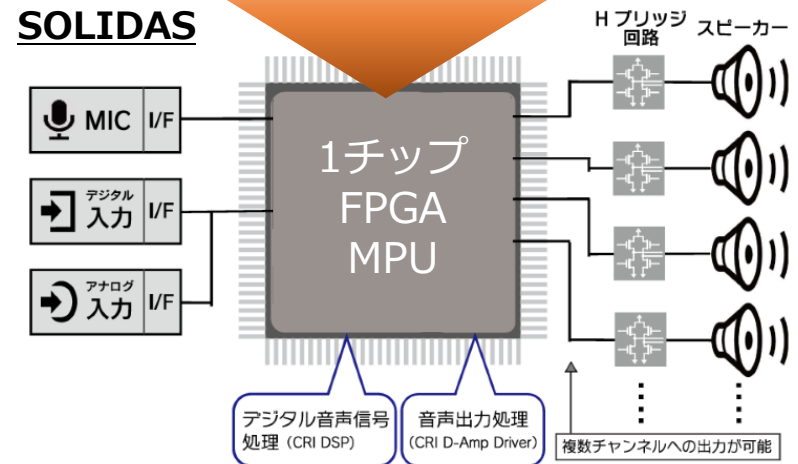 SOLIDAS
MIC I/F
デジタル
入力 I/F
アナログ
入力 I/F
1チップ
FPGA
MPU
H ブリッジ
回路
スピーカー
デジタル音声信号
処理（CRI DSP）
音声出力処理
（CRI D-Amp Driver）
複数チャンネルへの出力が可能